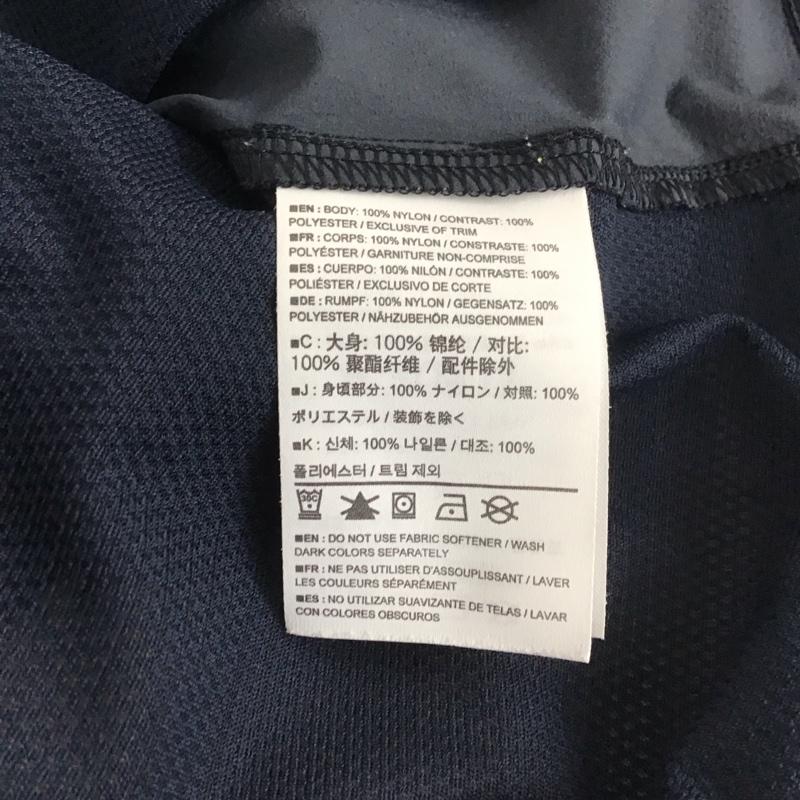 ■EN : BODY: 100% NYLON / CONTRAST: 100%
POLYESTER / EXCLUSIVE OF TRIM
■FR : CORPS: 100% NYLON / CONSTRASTE: 100%
POLYÉSTER / GARNITURE NON-COMPRISE
■ES : CUERPO: 100% NILÓN / CONTRASTE: 100%
POLIÉSTER / EXCLUSIVO DE CORTE
■DE : RUMPF: 100% NYLON / GEGENSATZ: 100%
POLYESTER / NÄHZUBEHÖR AUSGENOMMEN
■C : 大身: 100% 锦纶 / 对比:
100% 聚酯纤维 / 配件除外
■J : 身頃部分: 100% ナイロン / 対照: 100%
ポリエステル / 装飾を除く
■K : 신체: 100% 나일론 / 대조: 100%
폴리에스터 / 트림 제외
30C
■EN : DO NOT USE FABRIC SOFTENER / WASH
DARK COLORS SEPARATELY
■FR : NE PAS UTILISER D'ASSOUPLISSANT / LAVER
LES COULEURS SÉPARÉMENT
■ES : NO UTILIZAR SUAVIZANTE DE TELAS / LAVAR
CON COLORES OBSCUROS